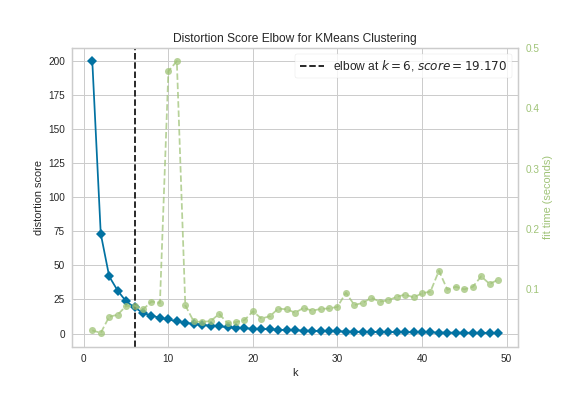 Distortion Score Elbow for KMeans Clustering
elbow at k = 6, score = 19.170
distortion score
200
175
150
125
100
75
50
25
0
0.5
0.4
0.3
0.2
0.1
fit time (seconds)
0 10 20 30 40 50
k